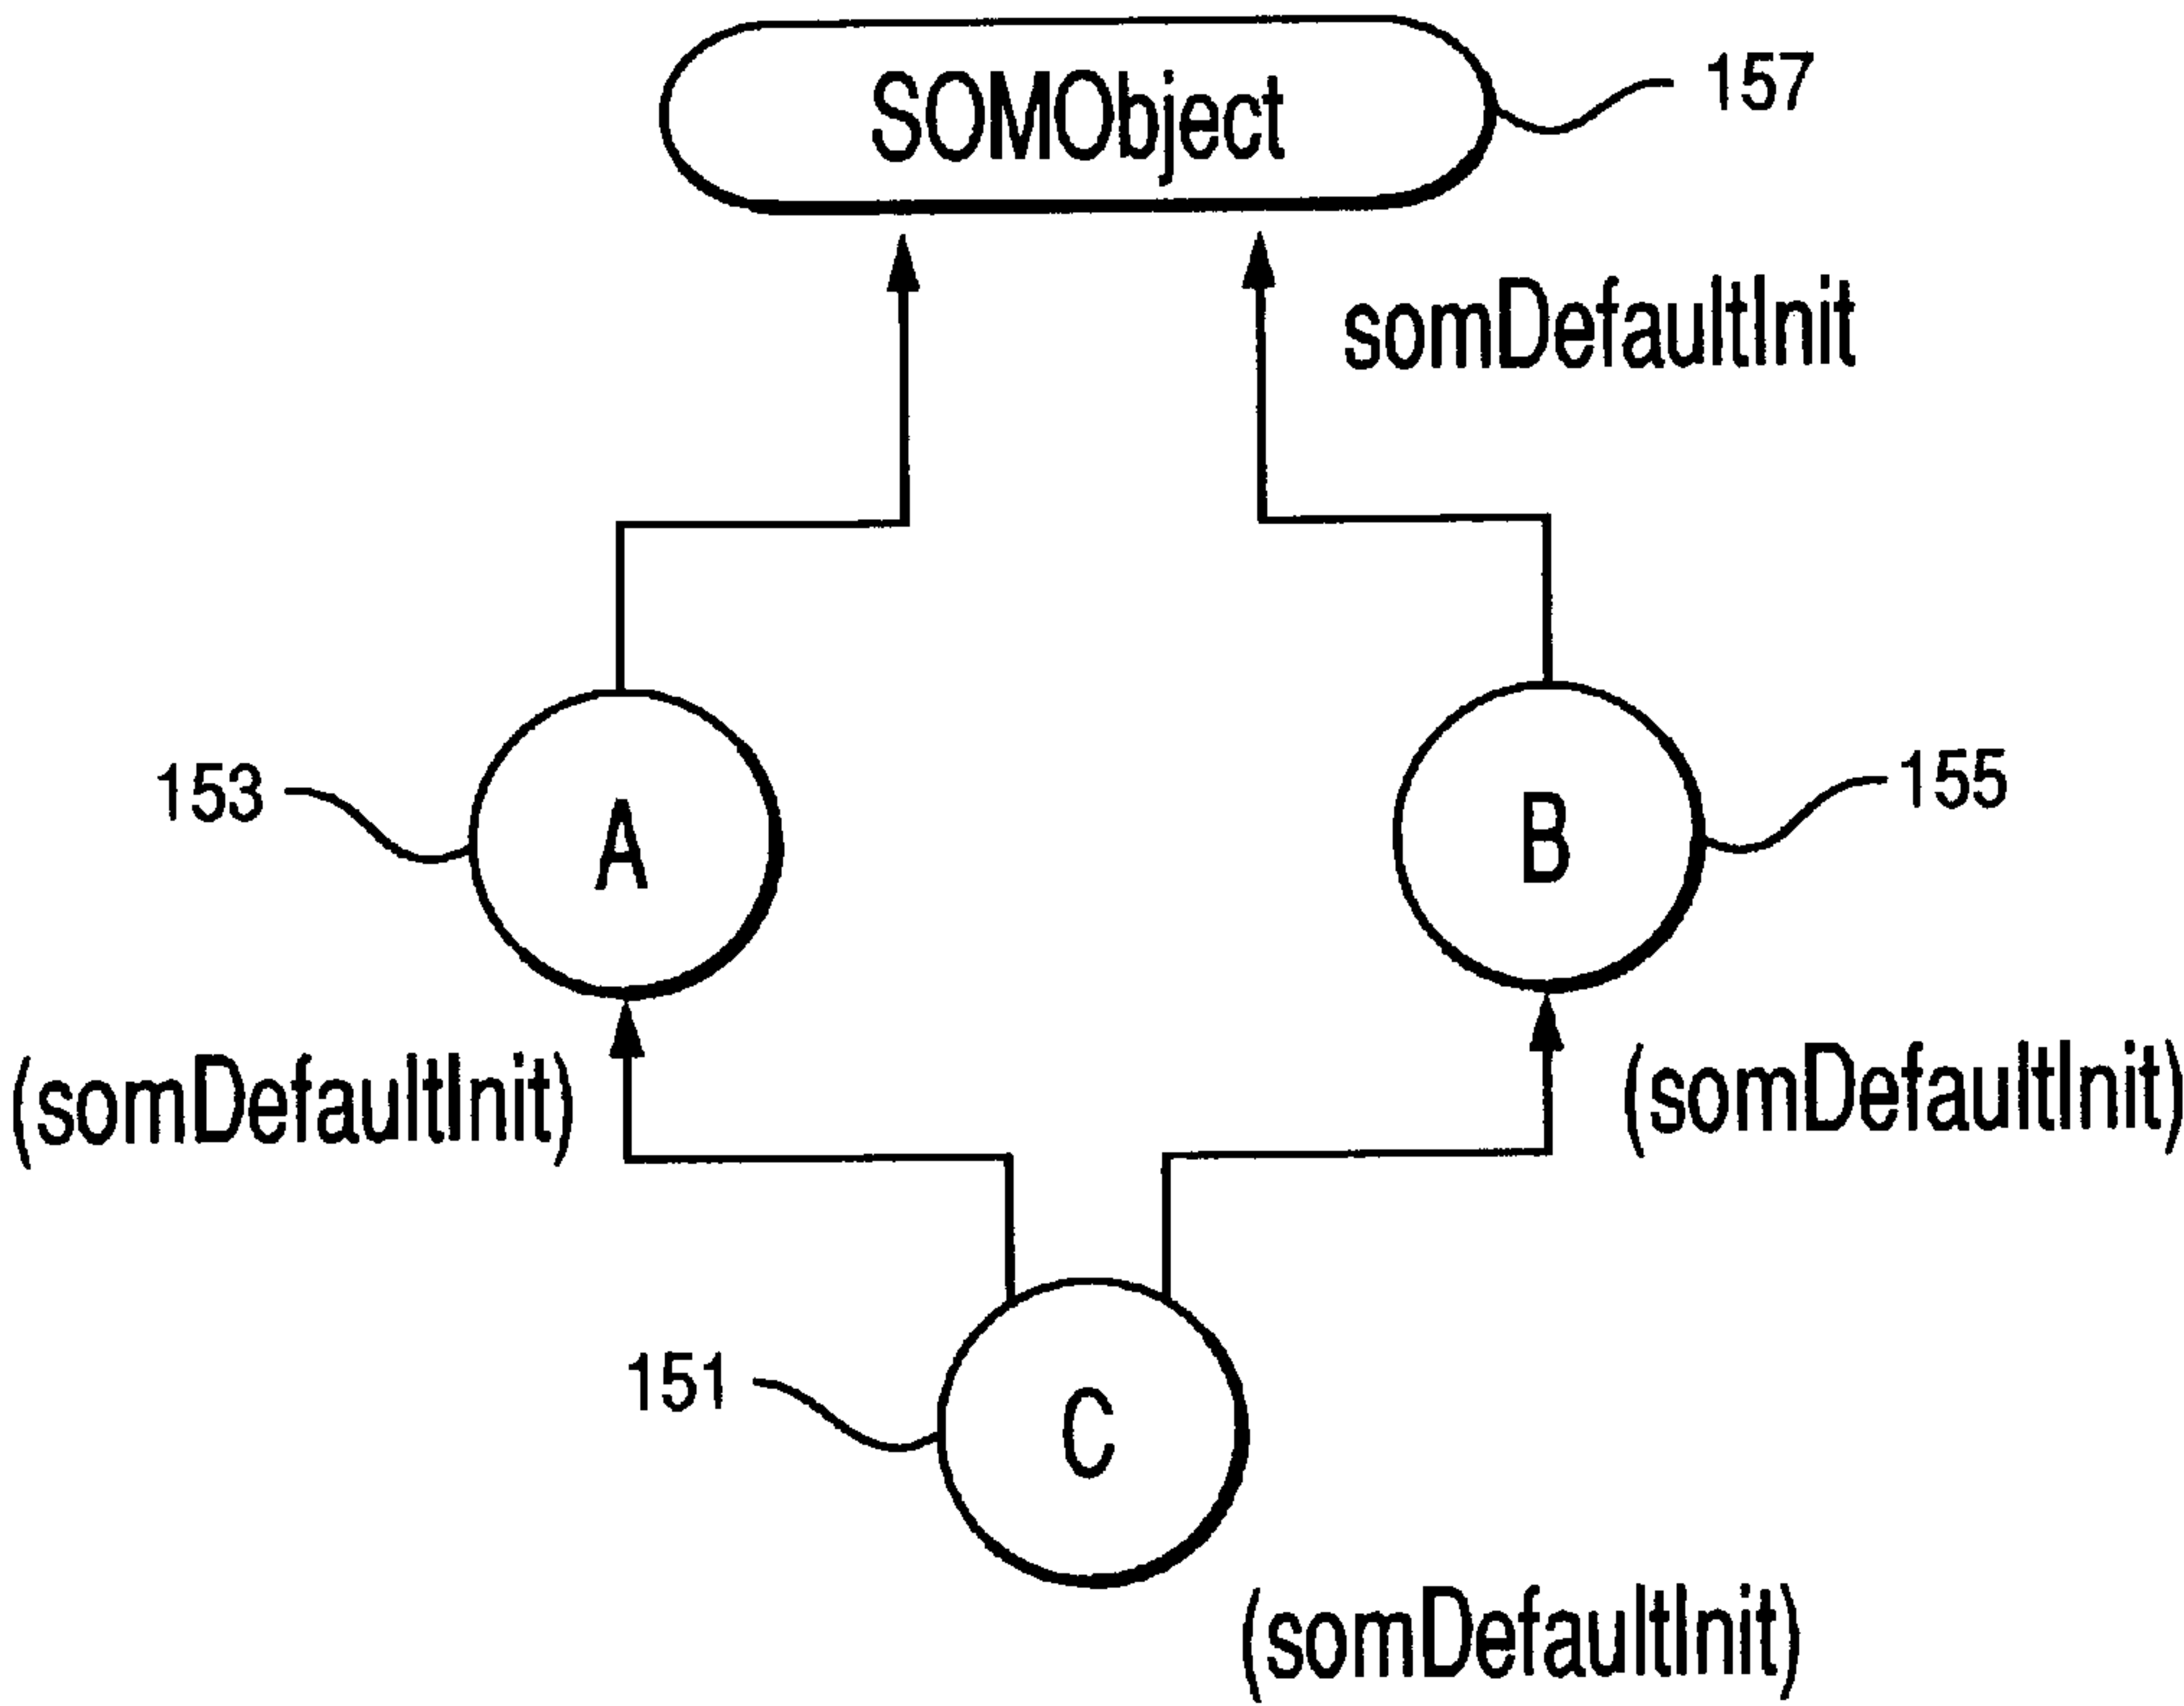 SOMObject
157
somDefaultInit
153
A
B
155
(somDefaultInit)
(somDefaultInit)
151
C
(somDefaultInit)